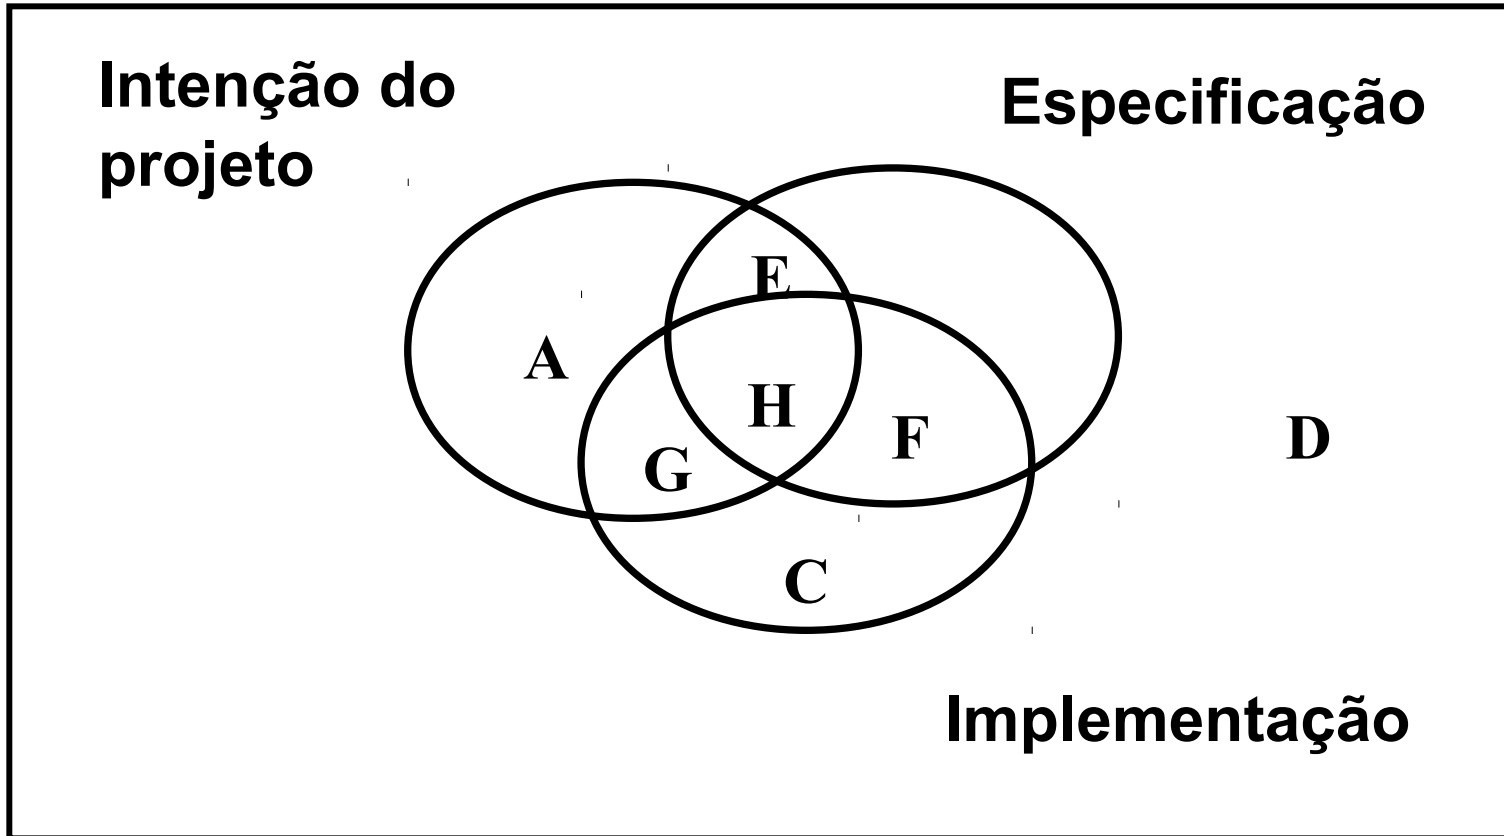 Intenção do
projeto
Especificação
E
A
H
F
G
D
C
Implementação